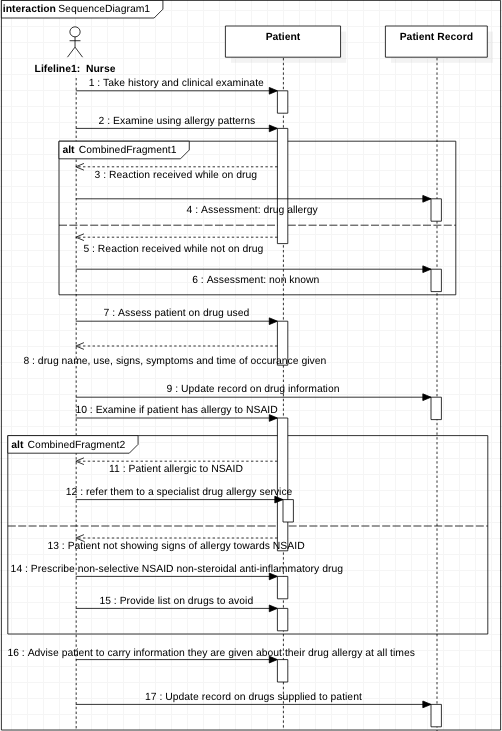 interaction SequenceDiagram1
Patient
Patient Record
Lifeline1: Nurse
1 : Take history and clinical examinate
2 : Examine using allergy patterns
alt CombinedFragment1
3 : Reaction received while on drug
4 : Assessment: drug allergy
5 : Reaction received while not on drug
6 : Assessment: non known
7 : Assess patient on drug used
8 : drug name, use, signs, symptoms and time of occurance given
9 : Update record on drug information
10 : Examine if patient has allergy to NSAID
alt CombinedFragment2
11 : Patient allergic to NSAID
12 : refer them to a specialist drug allergy service
13 : Patient not showing signs of allergy towards NSAID
14 : Prescribe-non-selective NSAID non-steroidal anti-inflammatory drug
15 : Provide list on drugs to avoid
16 : Advise patient to carry information they are given about their drug allergy at all times
17 : Update record on drugs supplied to patient